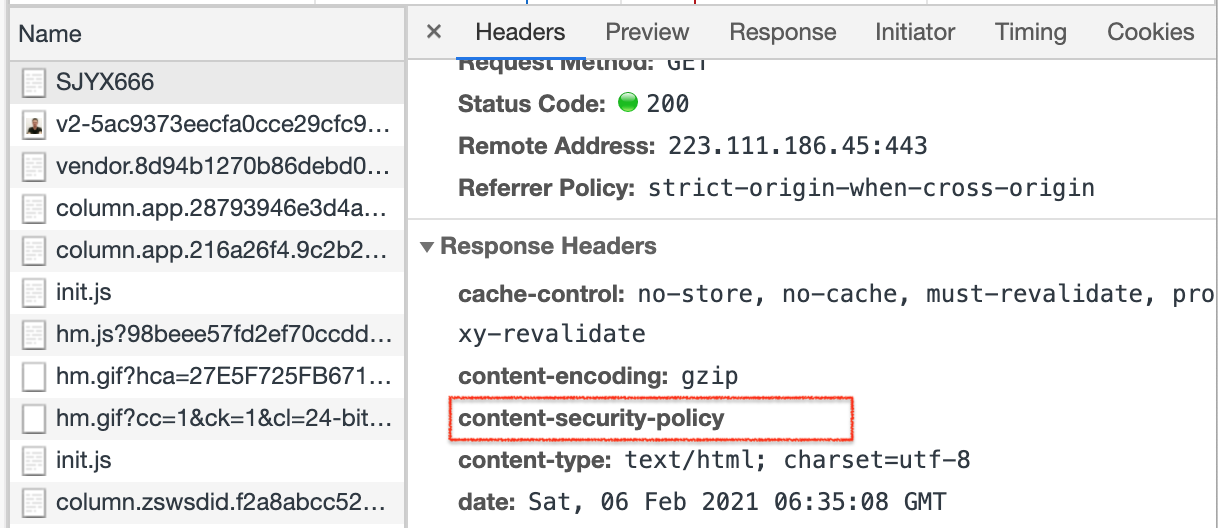 Name
SJYX666
v2-5ac9373eecfa0cce29cfc9...
vendor.8d94b1270b86debd0...
column.app.28793946e3d4a...
column.app.216a26f4.9c2b2...
init.js
hm.js?98beee57fd2ef70ccdd...
hm.gif?hca=27E5F725FB671...
hm.gif?cc=1&ck=1&cl=24-bit...
init.js
column.zswsdid.f2a8abcc52...
× Headers Preview Response Initiator Timing Cookies
Request Method: GET
Status Code: 200
Remote Address: 223.111.186.45:443
Referrer Policy: strict-origin-when-cross-origin
Response Headers
cache-control: no-store, no-cache, must-revalidate, pro
xy-revalidate
content-encoding: gzip
content-security-policy
content-type: text/html; charset=utf-8
date: Sat, 06 Feb 2021 06:35:08 GMT